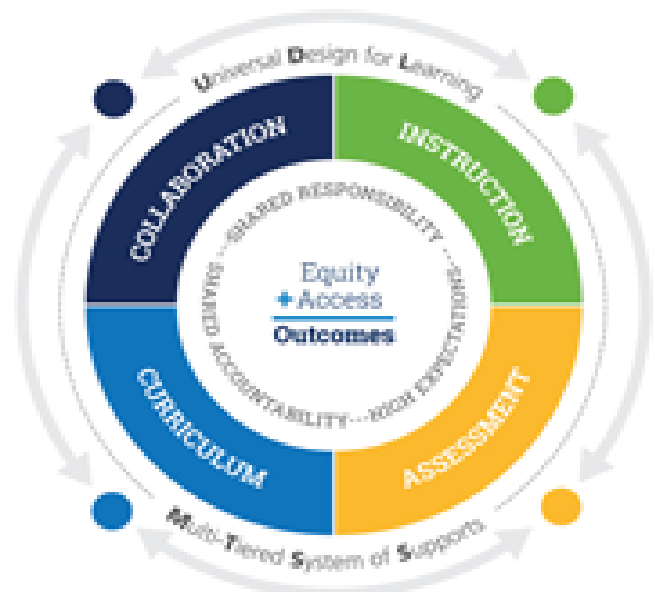 Universal Design for Learning
COLLABORATION
INSTRUCTION
SHARED RESPONSIBILITY
HIGH EXPECTATIONS
SHARED ACCOUNTABILITY
Equity
+Access
Outcomes
CURRICULUM
ASSESSMENT
Multi-Tiered System of Supports